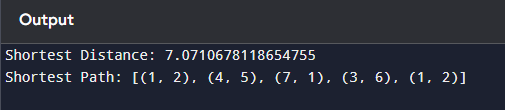 Output
Shortest Distance: 7.0710678118654755
Shortest Path: [(1, 2), (4, 5), (7, 1), (3, 6), (1, 2)]